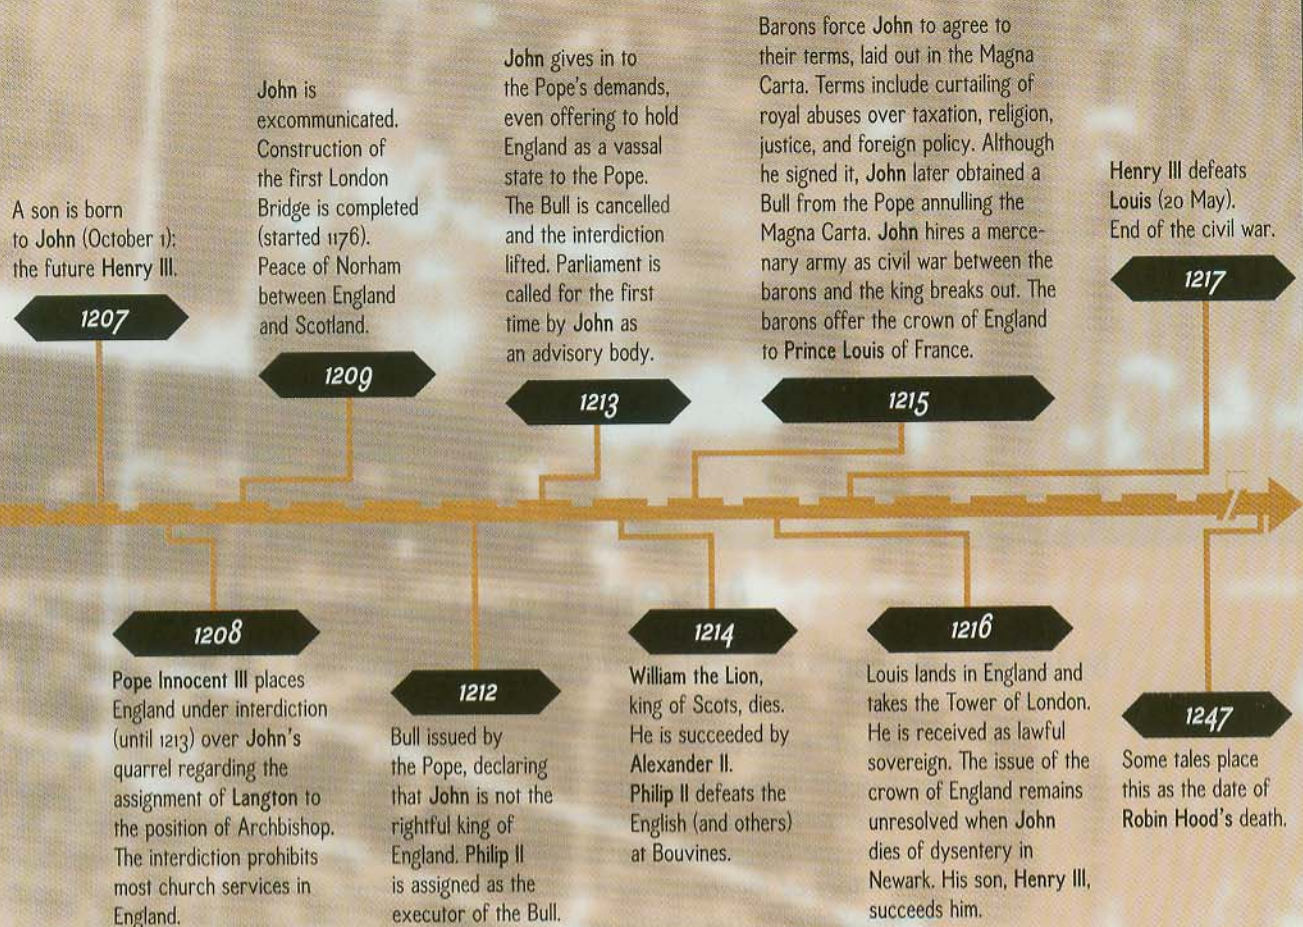 A son is born
to John (October 1):
the future Henry III.
1207
John is
excommunicated.
Construction of
the first London
Bridge is completed
(started 1176).
Peace of Norham
between England
and Scotland.
1209
John gives in to
the Pope's demands,
even offering to hold
England as a vassal
state to the Pope.
The Bull is cancelled
and the interdiction
lifted. Parliament is
called for the first
time by John as
an advisory body.
1213
Barons force John to agree to
their terms, laid out in the Magna
Carta. Terms include curtailing of
royal abuses over taxation, religion,
justice, and foreign policy. Although
he signed it, John later obtained a
Bull from the Pope annulling the
Magna Carta. John hires a merce-
nary army as civil war between the
barons and the king breaks out. The
barons offer the crown of England
to Prince Louis of France.
1215
Henry III defeats
Louis (20 May).
End of the civil war.
1217
1208
Pope Innocent III places
England under interdiction
(until 1213) over John's
quarrel regarding the
assignment of Langton to
the position of Archbishop.
The interdiction prohibits
most church services in
England.
1212
Bull issued by
the Pope, declaring
that John is not the
rightful king of
England. Philip II
is assigned as the
executor of the Bull.
1214
William the Lion,
king of Scots, dies.
He is succeeded by
Alexander II.
Philip II defeats the
English (and others)
at Bouvines.
1216
Louis lands in England and
takes the Tower of London.
He is received as lawful
sovereign. The issue of the
crown of England remains
unresolved when John
dies of dysentery in
Newark. His son, Henry III,
succeeds him.
1247
Some tales place
this as the date of
Robin Hood's death.